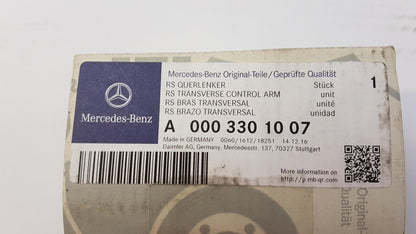 Mercedes-Benz
Mercedes-Benz Original-Teile/Geprüfte Qualität
RS QUERLENKER Stück 1
RS TRANSVERSE CONTROL ARM unit
RS BRAS TRANSVERSAL unité
RS BRAZO TRANSVERSAL unidad
A 000 330 10 07
Made in GERMANY 0060/1612/18251 14.12.16
Daimler AG, Germany, Mercedesstr. 137, 70327 Stuttgart
More information on
http://p.mb-qr.com
Original-
Qualität